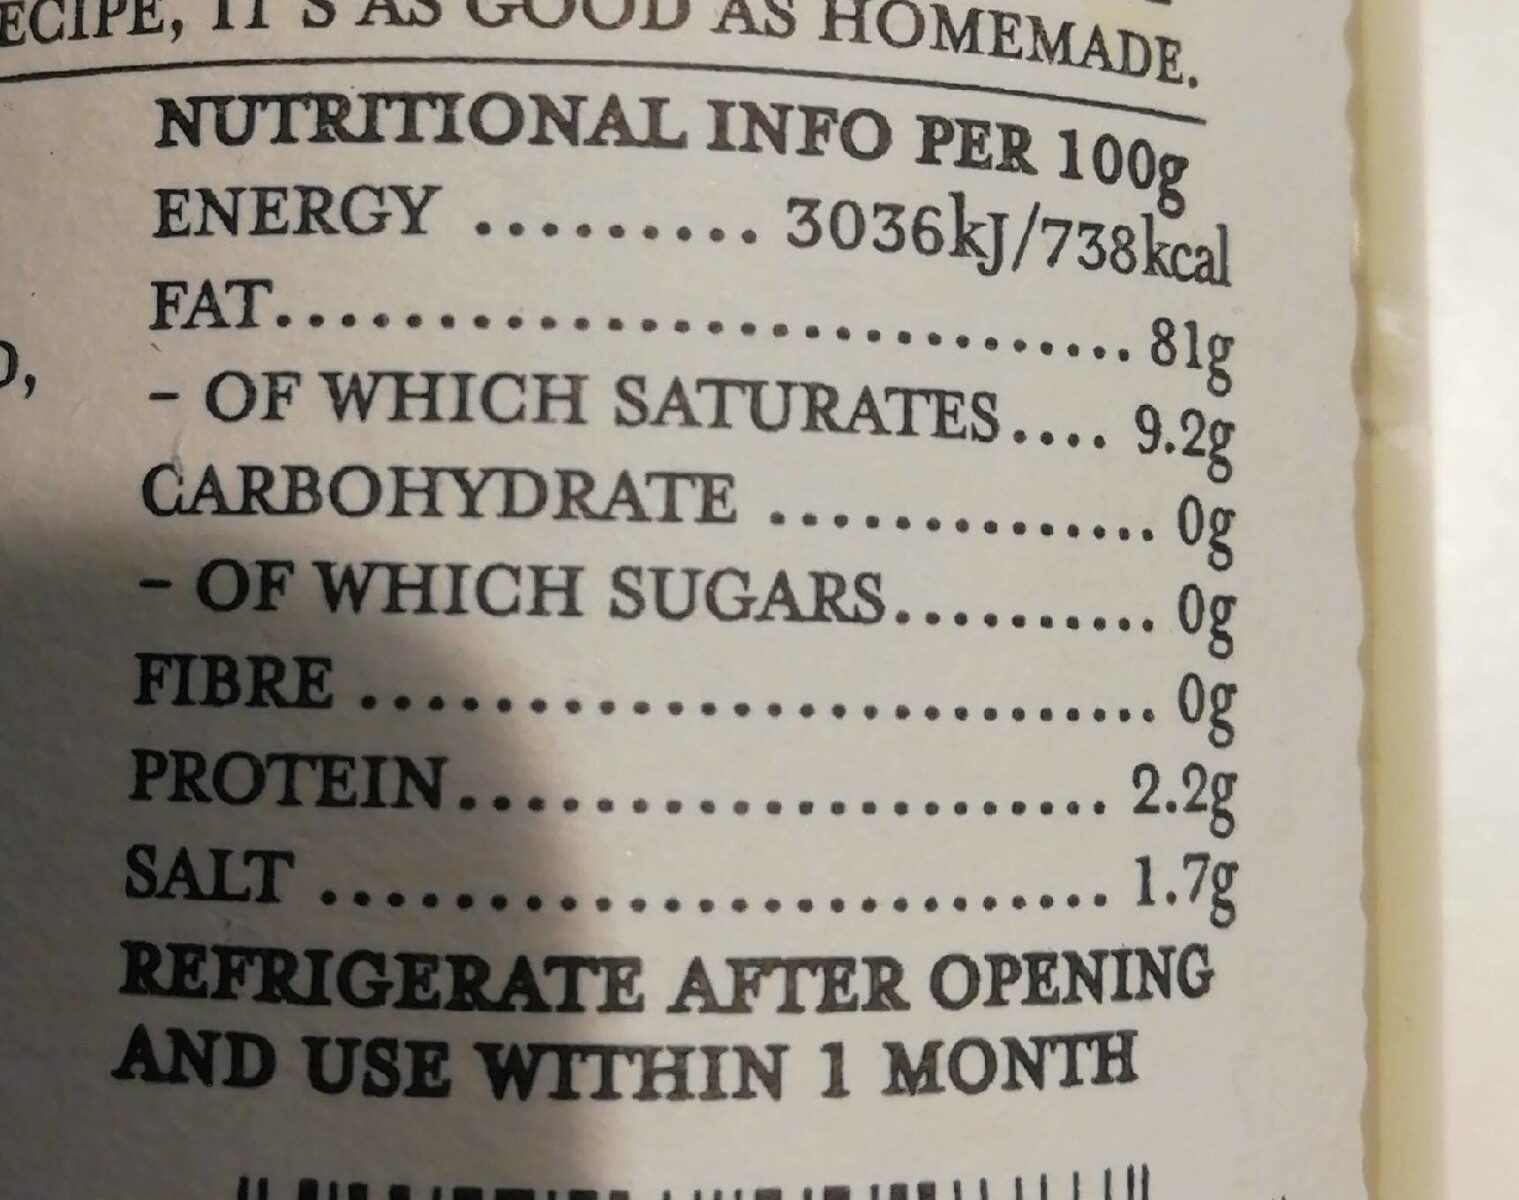 ECIPE, IT'S AS GOOD AS HOMEMADE.
NUTRITIONAL INFO PER 100g
ENERGY ......... 3036kJ/738kcal
FAT........................... 81g
- OF WHICH SATURATES.... 9.2g
CARBOHYDRATE ............. 0g
- OF WHICH SUGARS.......... 0g
FIBRE ............................ 0g
PROTEIN...................... 2.2g
SALT ........................... 1.7g
REFRIGERATE AFTER OPENING
AND USE WITHIN 1 MONTH